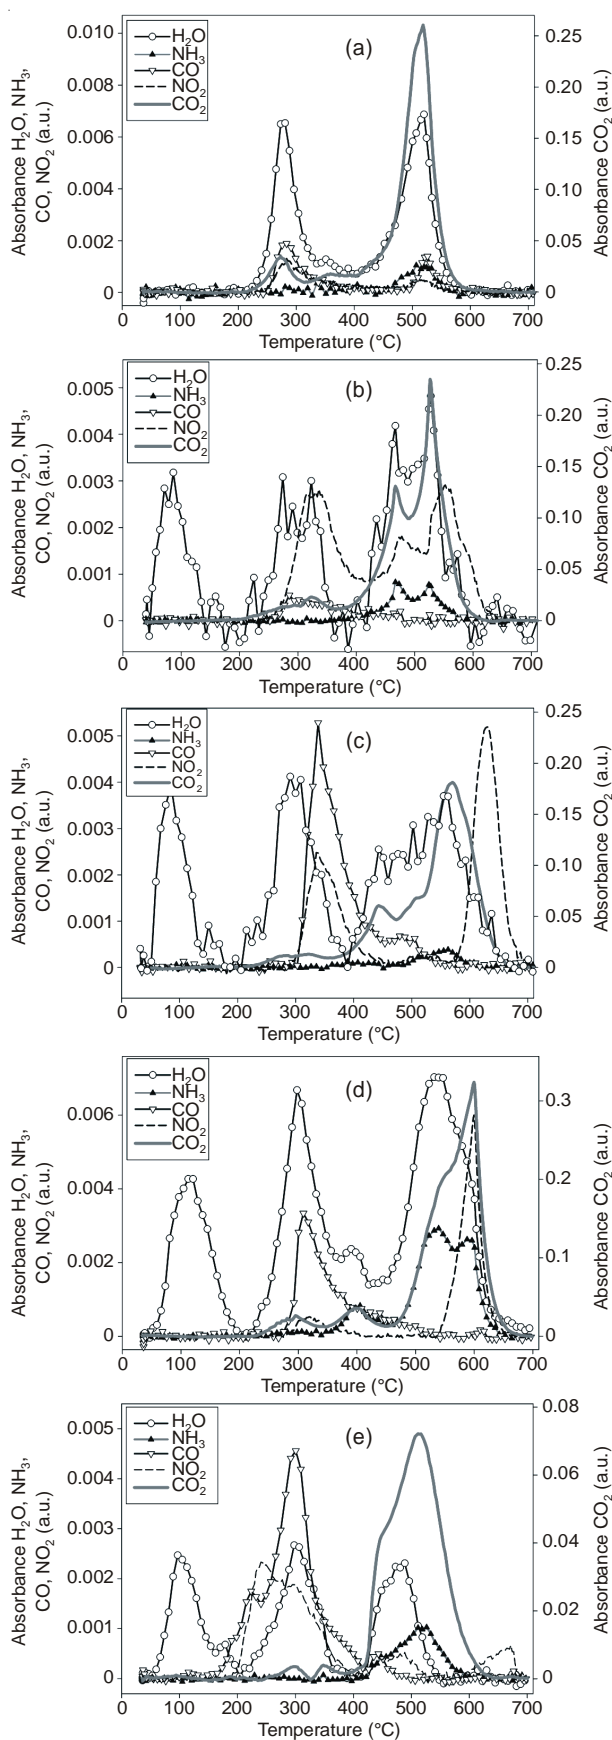 (a)
H₂O
NH₃
CO
NO₂
CO₂
Absorbance H₂O, NH₃,
CO, NO₂ (a.u.)
0.010
0.008
0.006
0.004
0.002
0
0.25
0.20
0.15
0.10
0.05
0
Absorbance CO₂ (a.u.)
0 100 200 300 400 500 600 700
Temperature (°C)
(b)
H₂O
NH₃
CO
NO₂
CO₂
Absorbance H₂O, NH₃,
CO, NO₂ (a.u.)
0.005
0.004
0.003
0.002
0.001
0
0.25
0.20
0.15
0.10
0.05
0
Absorbance CO₂ (a.u.)
0 100 200 300 400 500 600 700
Temperature (°C)
(c)
H₂O
NH₃
CO
NO₂
CO₂
Absorbance H₂O, NH₃,
CO, NO₂ (a.u.)
0.005
0.004
0.003
0.002
0.001
0
0.25
0.20
0.15
0.10
0.05
0
Absorbance CO₂ (a.u.)
0 100 200 300 400 500 600 700
Temperature (°C)
(d)
H₂O
NH₃
CO
NO₂
CO₂
Absorbance H₂O, NH₃,
CO, NO₂ (a.u.)
0.006
0.004
0.002
0
0.3
0.2
0.1
0
Absorbance CO₂ (a.u.)
0 100 200 300 400 500 600 700
Temperature (°C)
(e)
H₂O
NH₃
CO
NO₂
CO₂
Absorbance H₂O, NH₃,
CO, NO₂ (a.u.)
0.005
0.004
0.003
0.002
0.001
0.000
0.08
0.06
0.04
0.02
0
Absorbance CO₂ (a.u.)
0 100 200 300 400 500 600 700
Temperature (°C)